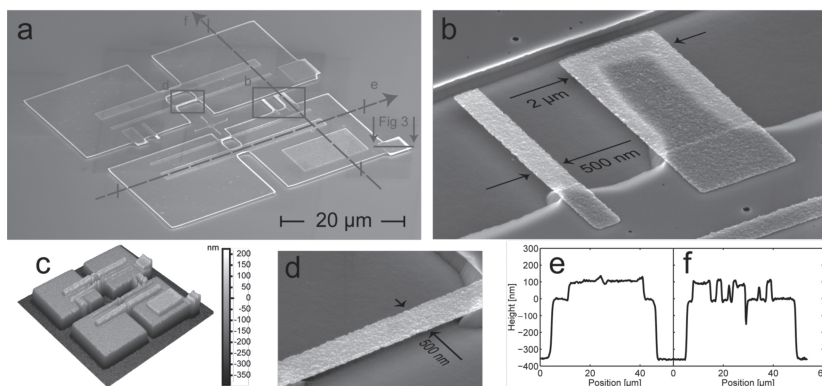 a
f
d
b
e
Fig 3
20 µm
b
2 µm
500 nm
c
nm
200
150
100
50
0
-50
-100
-150
-200
-250
-300
-350
d
500 nm
e
f
Height [nm]
300
200
100
0
-100
-200
-300
-400
0
20
40
0
20
40
60
Position [µm]
Position [µm]